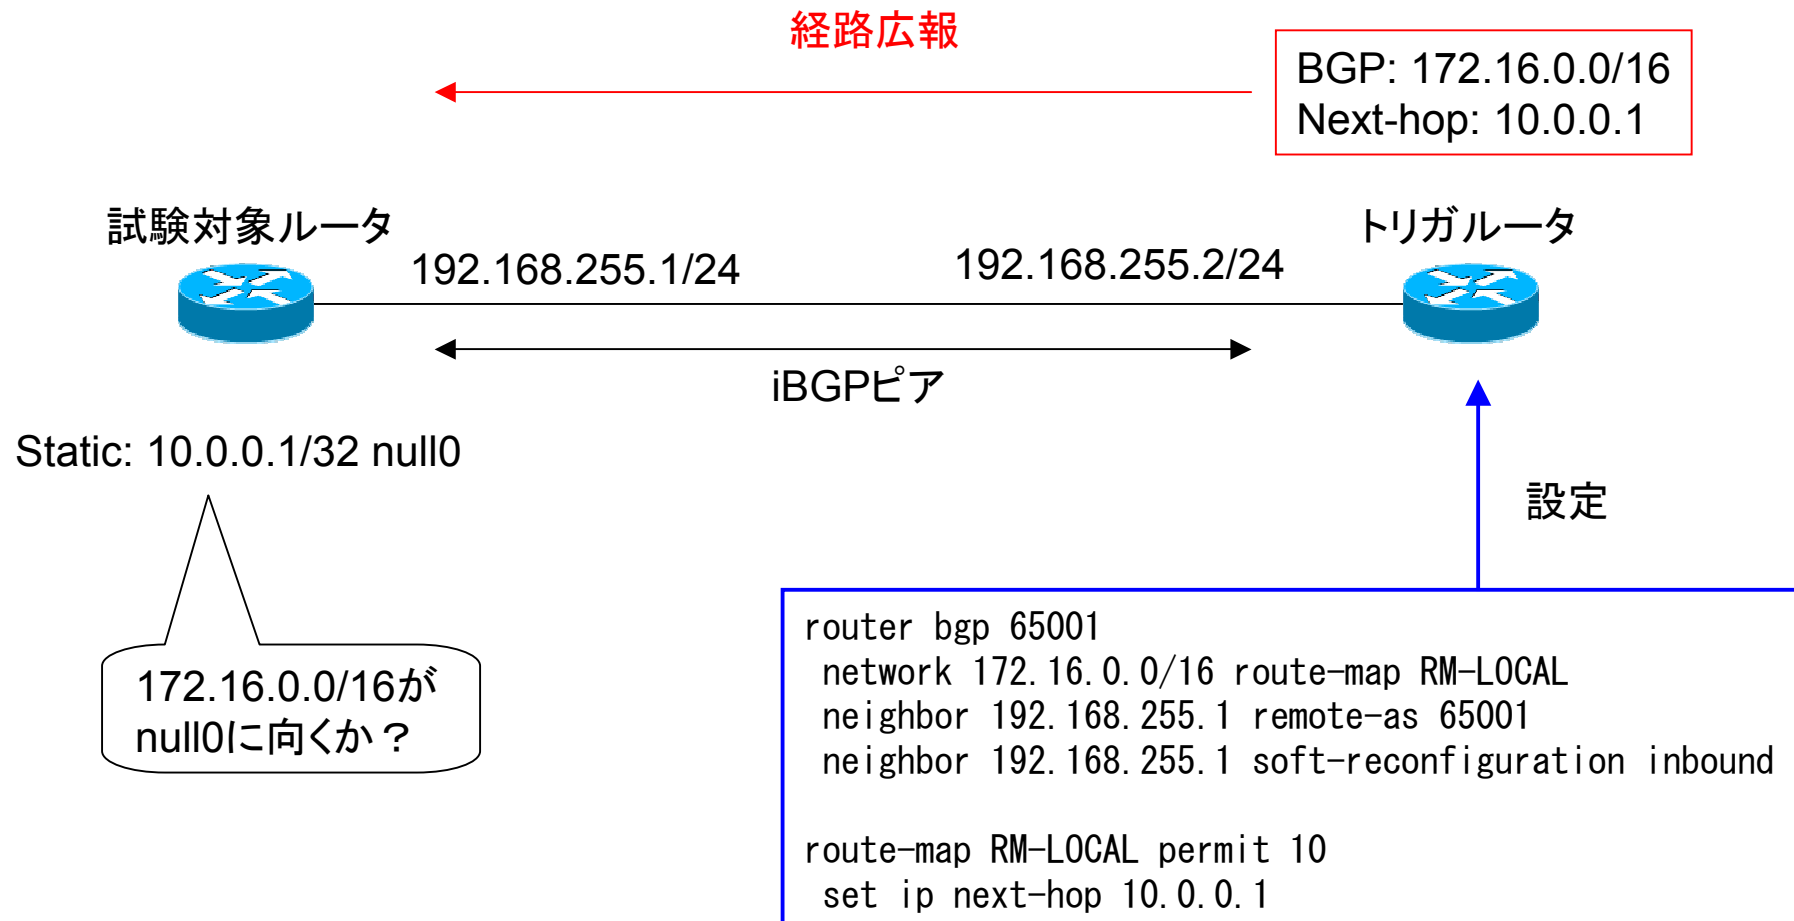 経路広報
BGP: 172.16.0.0/16
Next-hop: 10.0.0.1
試験対象ルータ
トリガルータ
192.168.255.1/24
192.168.255.2/24
iBGPピア
Static: 10.0.0.1/32 null0
設定
172.16.0.0/16が
null0に向くか？
router bgp 65001
 network 172.16.0.0/16 route-map RM-LOCAL
 neighbor 192.168.255.1 remote-as 65001
 neighbor 192.168.255.1 soft-reconfiguration inbound
route-map RM-LOCAL permit 10
 set ip next-hop 10.0.0.1